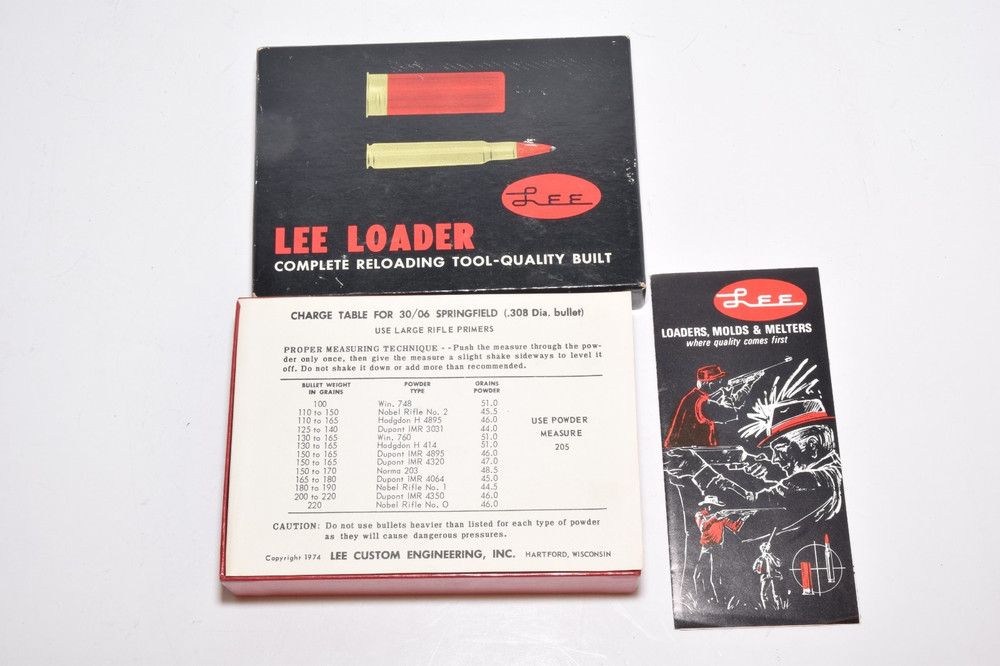 LEE
LEE LOADER
COMPLETE RELOADING TOOL-QUALITY BUILT
CHARGE TABLE FOR 30/06 SPRINGFIELD (.308 Dia. bullet)
USE LARGE RIFLE PRIMERS
PROPER MEASURING TECHNIQUE - - Push the measure through the pow-
der only once, then give the measure a slight shake sideways to level it
off. Do not shake it down or add more than recommended.
BULLET WEIGHT POWDER GRAINS
IN GRAINS TYPE POWDER
100 Win. 748 51.0
110 to 150 Nobel Rifle No. 2 45.5
110 to 165 Hodgdon H 4895 46.0
125 to 140 Dupont IMR 3031 44.0
130 to 165 Win. 760 51.0
130 to 165 Hodgdon H 414 51.0
150 to 165 Dupont IMR 4895 46.0
150 to 165 Dupont IMR 4320 47.0
150 to 170 Norma 203 48.5
165 to 180 Dupont IMR 4064 45.0
180 to 190 Nobel Rifle No. 1 44.5
200 to 220 Dupont IMR 4350 46.0
220 Nobel Rifle No. O 46.0
USE POWDER
MEASURE
205
CAUTION: Do not use bullets heavier than listed for each type of powder
as they will cause dangerous pressures.
Copyright 1974 LEE CUSTOM ENGINEERING, INC. HARTFORD, WISCONSIN
LEE
LOADERS, MOLDS & MELTERS
where quality comes first